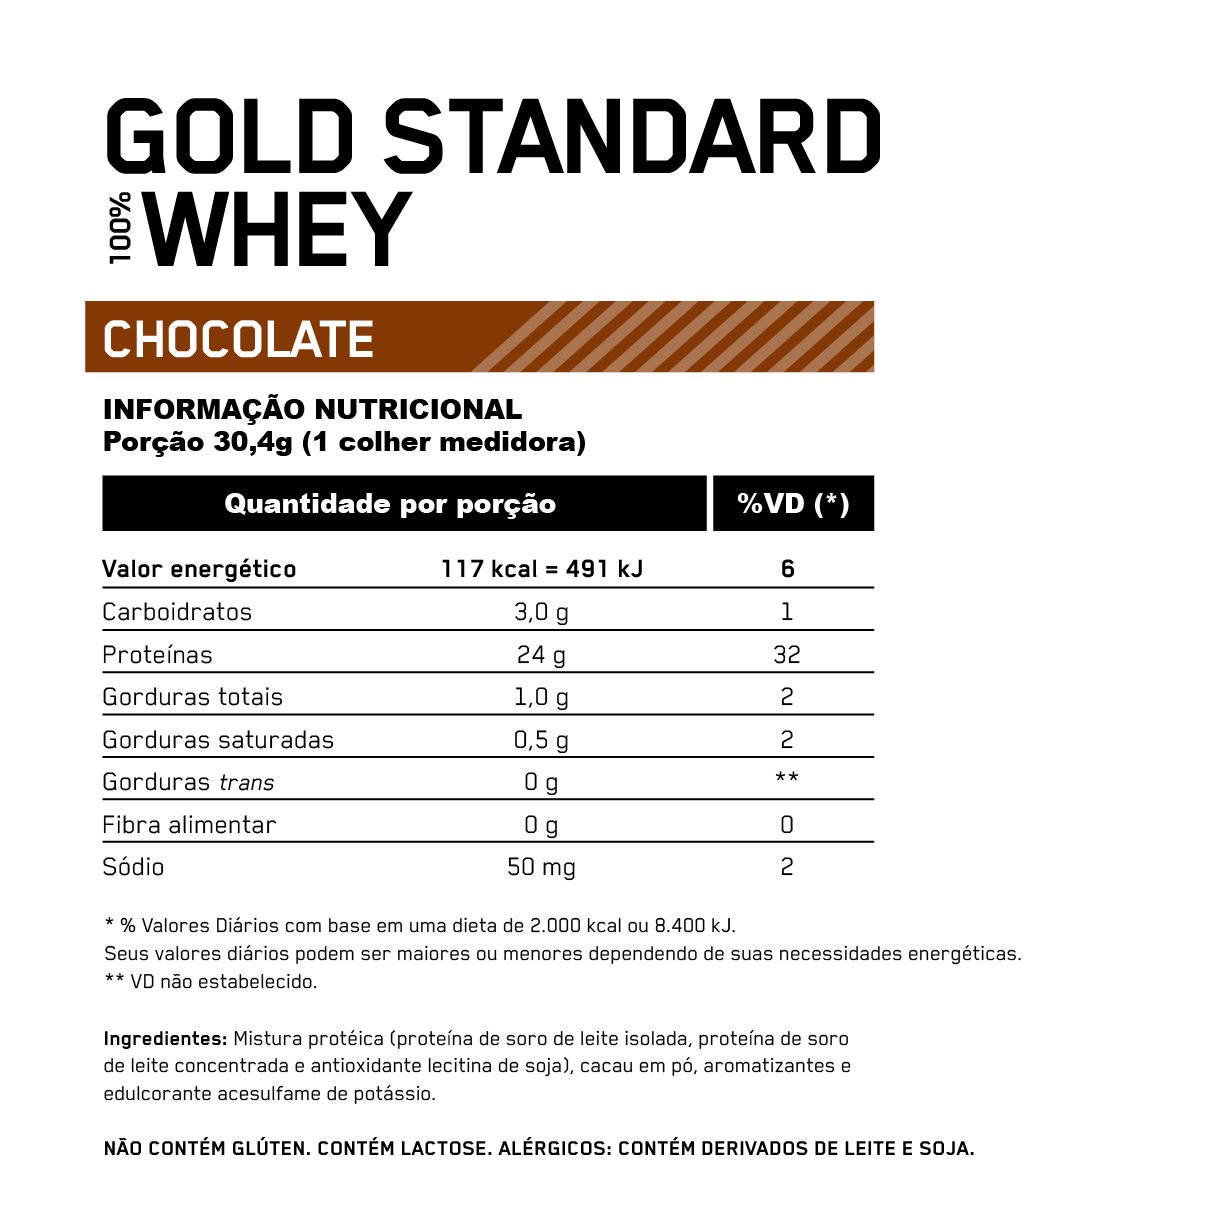 GOLD STANDARD
100% WHEY
CHOCOLATE
INFORMAÇÃO NUTRICIONAL
Porção 30,4g (1 colher medidora)
Quantidade por porção %VD (*)
Valor energético 117 kcal = 491 kJ 6
Carboidratos 3,0 g 1
Proteínas 24 g 32
Gorduras totais 1,0 g 2
Gorduras saturadas 0,5 g 2
Gorduras trans 0 g **
Fibra alimentar 0 g 0
Sódio 50 mg 2
* % Valores Diários com base em uma dieta de 2.000 kcal ou 8.400 kJ.
Seus valores diários podem ser maiores ou menores dependendo de suas necessidades energéticas.
** VD não estabelecido.
Ingredientes: Mistura protéica (proteína de soro de leite isolada, proteína de soro
de leite concentrada e antioxidante lecitina de soja), cacau em pó, aromatizantes e
edulcorante acesulfame de potássio.
NÃO CONTÉM GLÚTEN. CONTÉM LACTOSE. ALÉRGICOS: CONTÉM DERIVADOS DE LEITE E SOJA.